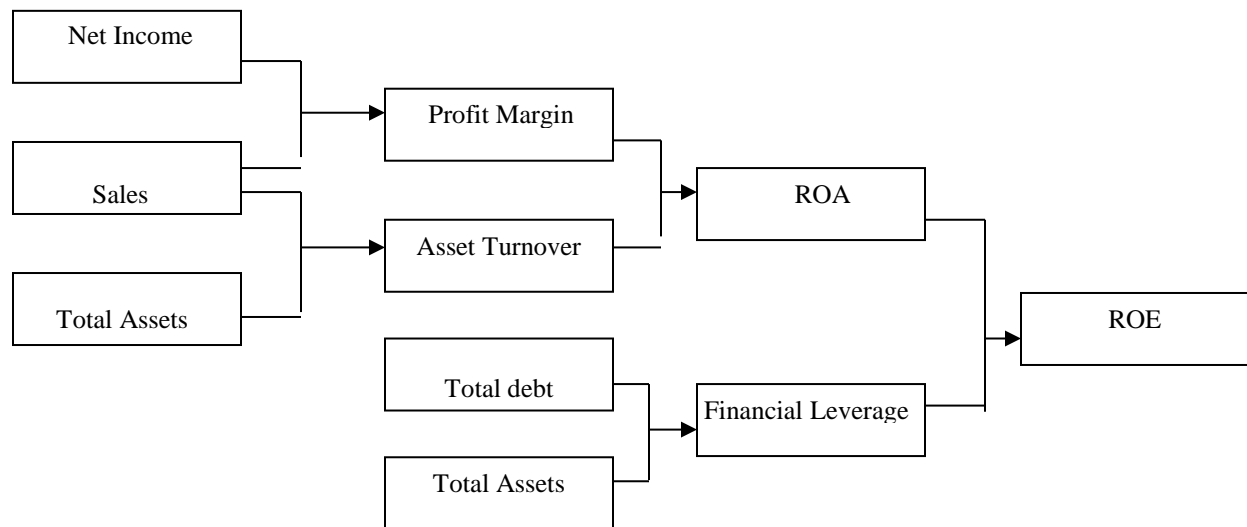 Net Income
Profit Margin
Sales
ROA
Asset Turnover
Total Assets
ROE
Total debt
Financial Leverage
Total Assets